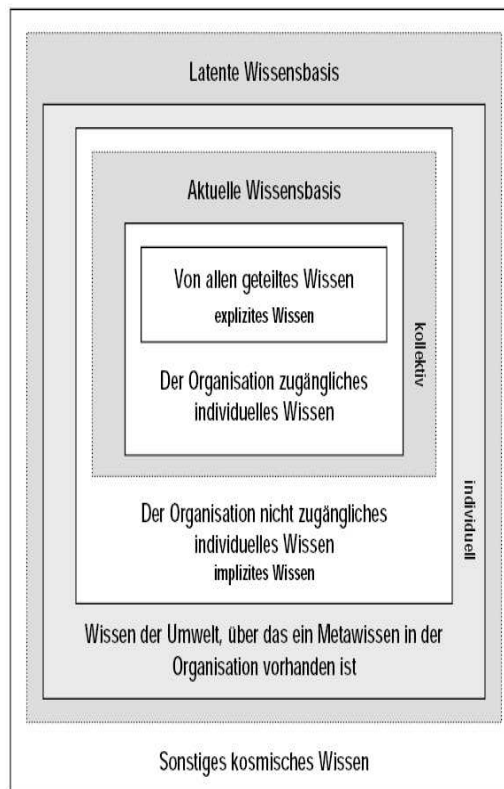 Latente Wissensbasis
Aktuelle Wissensbasis
Von allen geteiltes Wissen
explizites Wissen
kollektiv
Der Organisation zugängliches
individuelles Wissen
individuell
Der Organisation nicht zugängliches
individuelles Wissen
implizites Wissen
Wissen der Umwelt, über das ein Metawissen in der
Organisation vorhanden ist
Sonstiges kosmisches Wissen